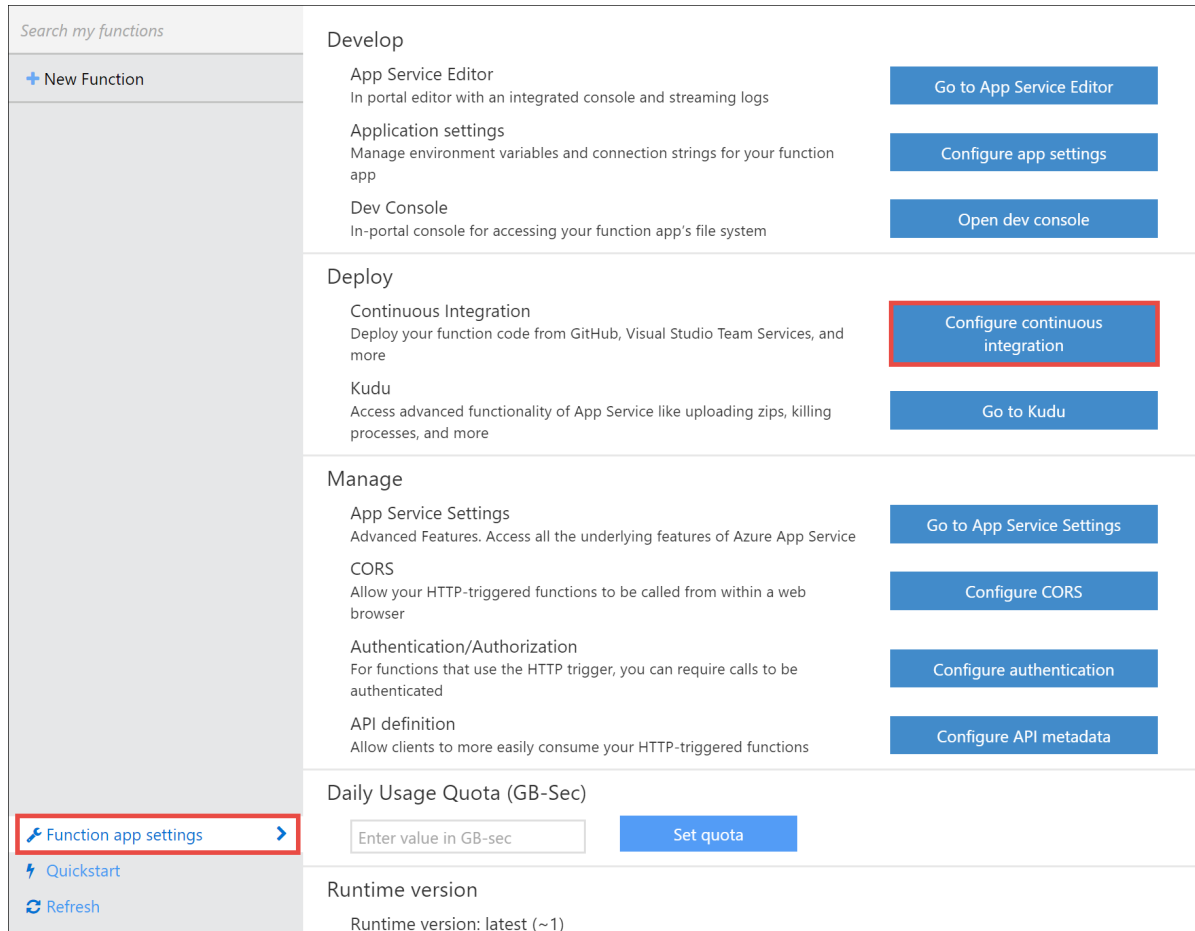 Search my functions
New Function
Develop
App Service Editor
In portal editor with an integrated console and streaming logs
Go to App Service Editor
Application settings
Manage environment variables and connection strings for your function
app
Configure app settings
Dev Console
In-portal console for accessing your function app's file system
Open dev console
Deploy
Continuous Integration
Deploy your function code from GitHub, Visual Studio Team Services, and
more
Configure continuous
integration
Kudu
Access advanced functionality of App Service like uploading zips, killing
processes, and more
Go to Kudu
Manage
App Service Settings
Advanced Features. Access all the underlying features of Azure App Service
Go to App Service Settings
CORS
Allow your HTTP-triggered functions to be called from within a web
browser
Configure CORS
Authentication/Authorization
For functions that use the HTTP trigger, you can require calls to be
authenticated
Configure authentication
API definition
Allow clients to more easily consume your HTTP-triggered functions
Configure API metadata
Daily Usage Quota (GB-Sec)
Enter value in GB-sec
Set quota
Runtime version
Runtime version: latest (~1)
Function app settings
Quickstart
Refresh